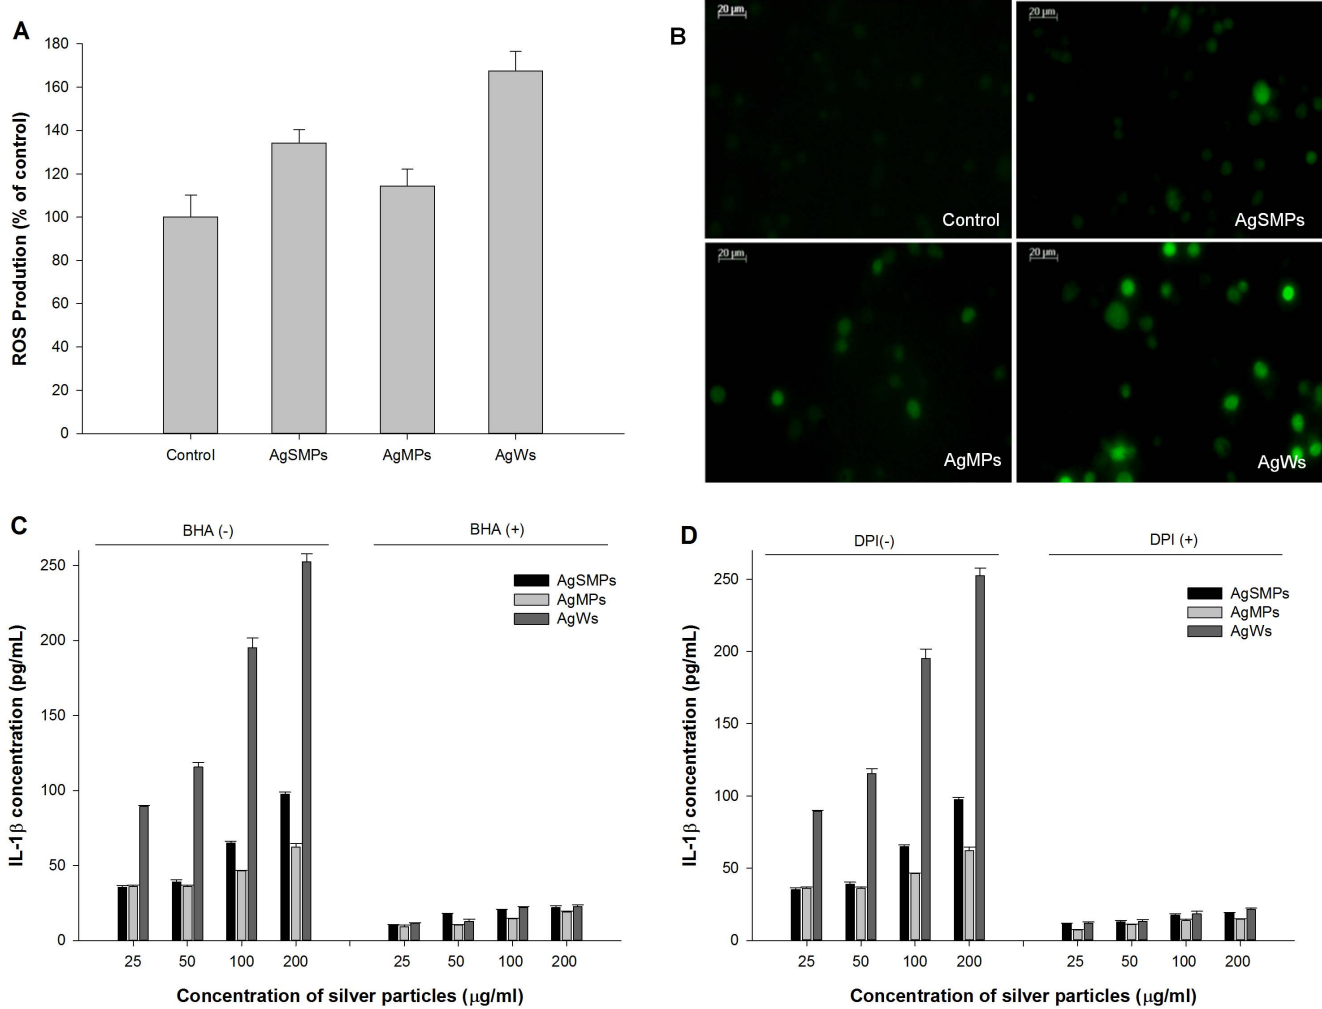 A
180
160
140
120
100
80
60
40
20
0
ROS Prodution (% of control)
Control
AgSMPs
AgMPs
AgWs
B
20 µm
Control
20 µm
AgSMPs
20 µm
AgMPs
20 µm
AgWs
C
BHA (-)
BHA (+)
AgSMPs
AgMPs
AgWs
250
200
150
100
50
0
IL-1β concentration (pg/mL)
25 50 100 200 25 50 100 200
Concentration of silver particles (µg/ml)
D
DPI(-)
DPI (+)
AgSMPs
AgMPs
AgWs
250
200
150
100
50
0
IL-1β concentration (pg/mL)
25 50 100 200 25 50 100 200
Concentration of silver particles (µg/ml)